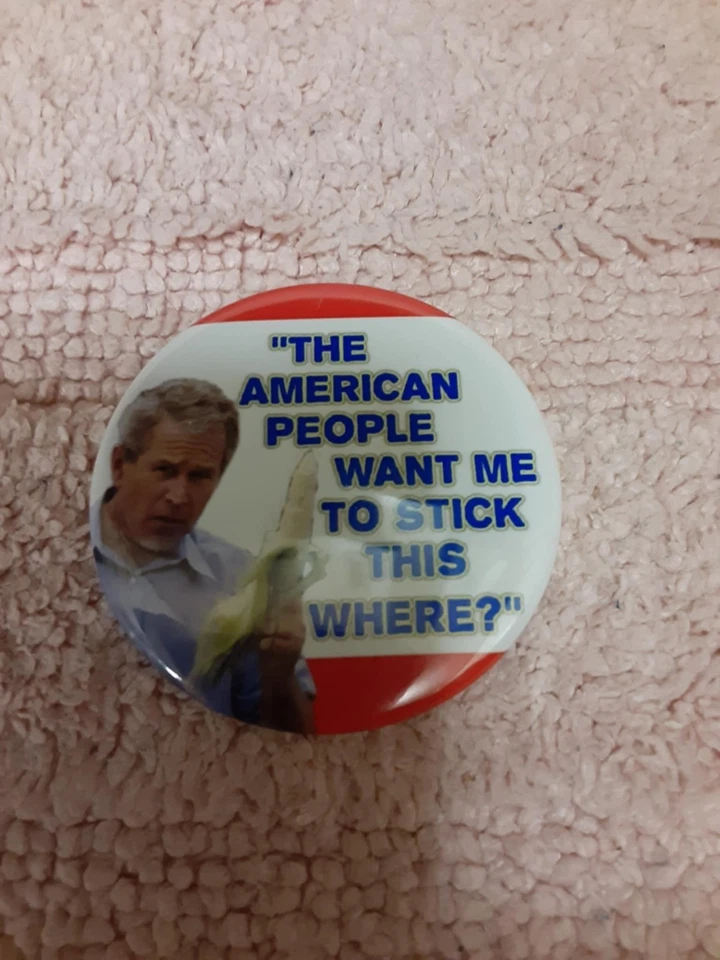 "THE
AMERICAN
PEOPLE
WANT ME
TO STICK
THIS
WHERE?"